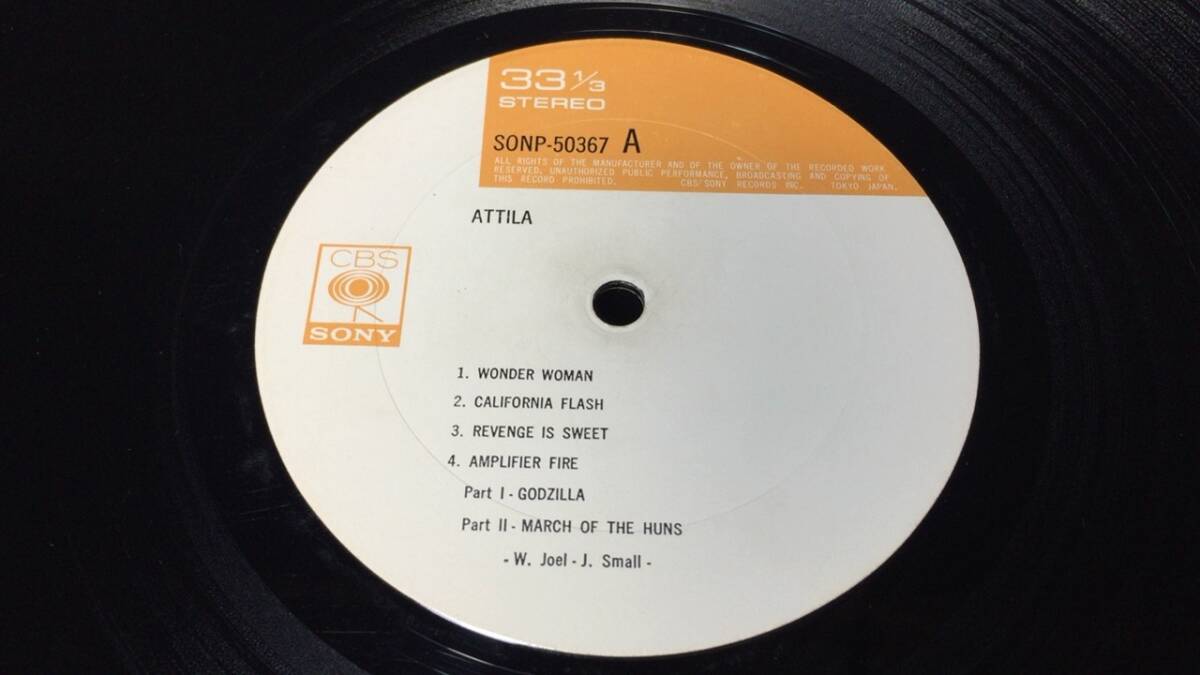 33 1/3
STEREO
SONP-50367 A
ALL RIGHTS OF THE MANUFACTURER AND OF THE OWNER OF THE RECORDED WORK
RESERVED. UNAUTHORIZED PUBLIC PERFORMANCE, BROADCASTING AND COPYING OF
THIS RECORD PROHIBITED. CBS/SONY RECORDS INC. TOKYO JAPAN.
ATTILA
CBS
SONY
1. WONDER WOMAN
2. CALIFORNIA FLASH
3. REVENGE IS SWEET
4. AMPLIFIER FIRE
Part I - GODZILLA
Part II - MARCH OF THE HUNS
- W. Joel - J. Small -